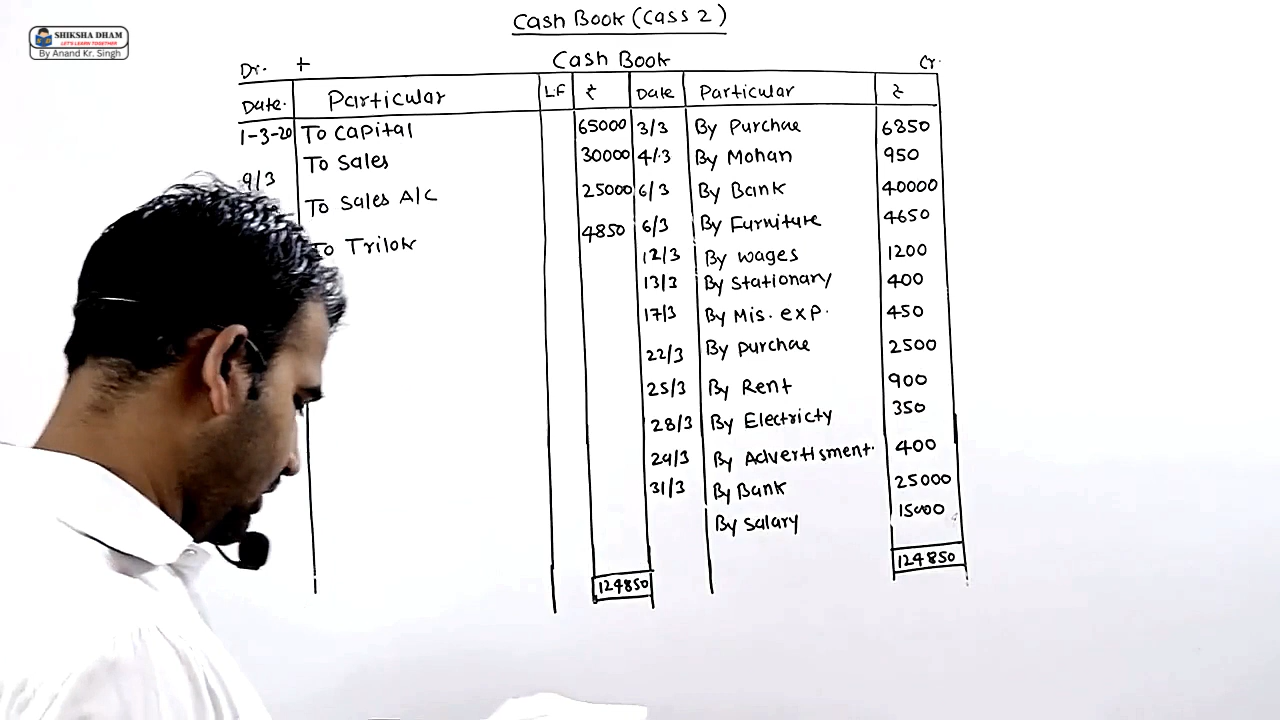 SHIKSHA DHAM
LET'S LEARN TOGETHER
By Anand Kr. Singh
Cash Book (Cass 2)
Dr. + Cash Book Cr.
Date. Particular L.F ₹ Date Particular ₹
1-3-20 To Capital 65000 3/3 By Purchae 6850
To Sales 30000 4/.3 By Mohan 950
9/3 To Sales A/C 25000 6/3 By Bank 40000
To Trilok 4850 6/3 By Furniture 4650
12/3 By wages 1200
13/3 By Stationary 400
17/3 By Mis. exp. 450
22/3 By purchae 2500
25/3 By Rent 900
28/3 By Electricty 350
29/3 By Advertisment. 400
31/3 By Bank 25000
By Salary 15000
124850 124850